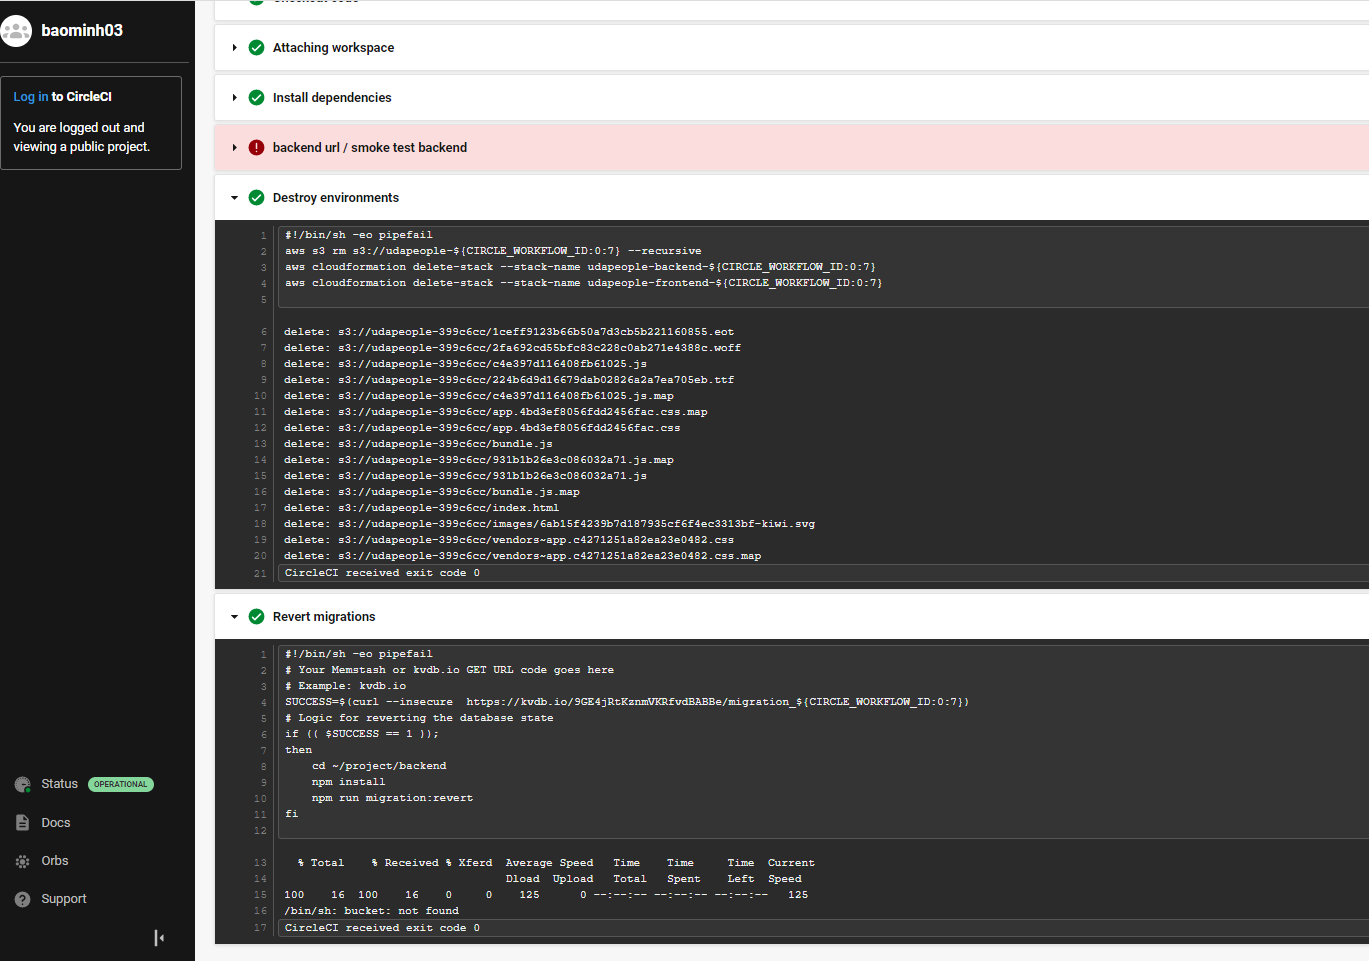 baominh03
Log in to CircleCI
You are logged out and
viewing a public project.
Status OPERATIONAL
Docs
Orbs
Support
Checkout code
Attaching workspace
Install dependencies
backend url / smoke test backend
Destroy environments
1 #!/bin/sh -eo pipefail
2 aws s3 rm s3://udapeople-${CIRCLE_WORKFLOW_ID:0:7} --recursive
3 aws cloudformation delete-stack --stack-name udapeople-backend-${CIRCLE_WORKFLOW_ID:0:7}
4 aws cloudformation delete-stack --stack-name udapeople-frontend-${CIRCLE_WORKFLOW_ID:0:7}
5
6 delete: s3://udapeople-399c6cc/1ceff9123b66b50a7d3cb5b221160855.eot
7 delete: s3://udapeople-399c6cc/2fa692cd55bfc83c228c0ab271e4388c.woff
8 delete: s3://udapeople-399c6cc/c4e397d116408fb61025.js
9 delete: s3://udapeople-399c6cc/224b6d9d16679dab02826a2a7ea705eb.ttf
10 delete: s3://udapeople-399c6cc/c4e397d116408fb61025.js.map
11 delete: s3://udapeople-399c6cc/app.4bd3ef8056fdd2456fac.css.map
12 delete: s3://udapeople-399c6cc/app.4bd3ef8056fdd2456fac.css
13 delete: s3://udapeople-399c6cc/bundle.js
14 delete: s3://udapeople-399c6cc/931b1b26e3c086032a71.js.map
15 delete: s3://udapeople-399c6cc/931b1b26e3c086032a71.js
16 delete: s3://udapeople-399c6cc/bundle.js.map
17 delete: s3://udapeople-399c6cc/index.html
18 delete: s3://udapeople-399c6cc/images/6ab15f4239b7d187935cf6f4ec3313bf-kiwi.svg
19 delete: s3://udapeople-399c6cc/vendors~app.c4271251a82ea23e0482.css
20 delete: s3://udapeople-399c6cc/vendors~app.c4271251a82ea23e0482.css.map
21 CircleCI received exit code 0
Revert migrations
1 #!/bin/sh -eo pipefail
2 # Your Memstash or kvdb.io GET URL code goes here
3 # Example: kvdb.io
4 SUCCESS=$(curl --insecure  https://kvdb.io/9GE4jRtKznmVKRfvdBABBe/migration_${CIRCLE_WORKFLOW_ID:0:7})
5 # Logic for reverting the database state
6 if (( $SUCCESS == 1 ));
7 then
8     cd ~/project/backend
9     npm install
10     npm run migration:revert
11 fi
12
13 % Total    % Received % Xferd  Average Speed   Time    Time     Time  Current
14 Dload  Upload   Total   Spent    Left  Speed
15 100    16  100    16    0     0    125      0 --:--:-- --:--:-- --:--:--   125
16 /bin/sh: bucket: not found
17 CircleCI received exit code 0